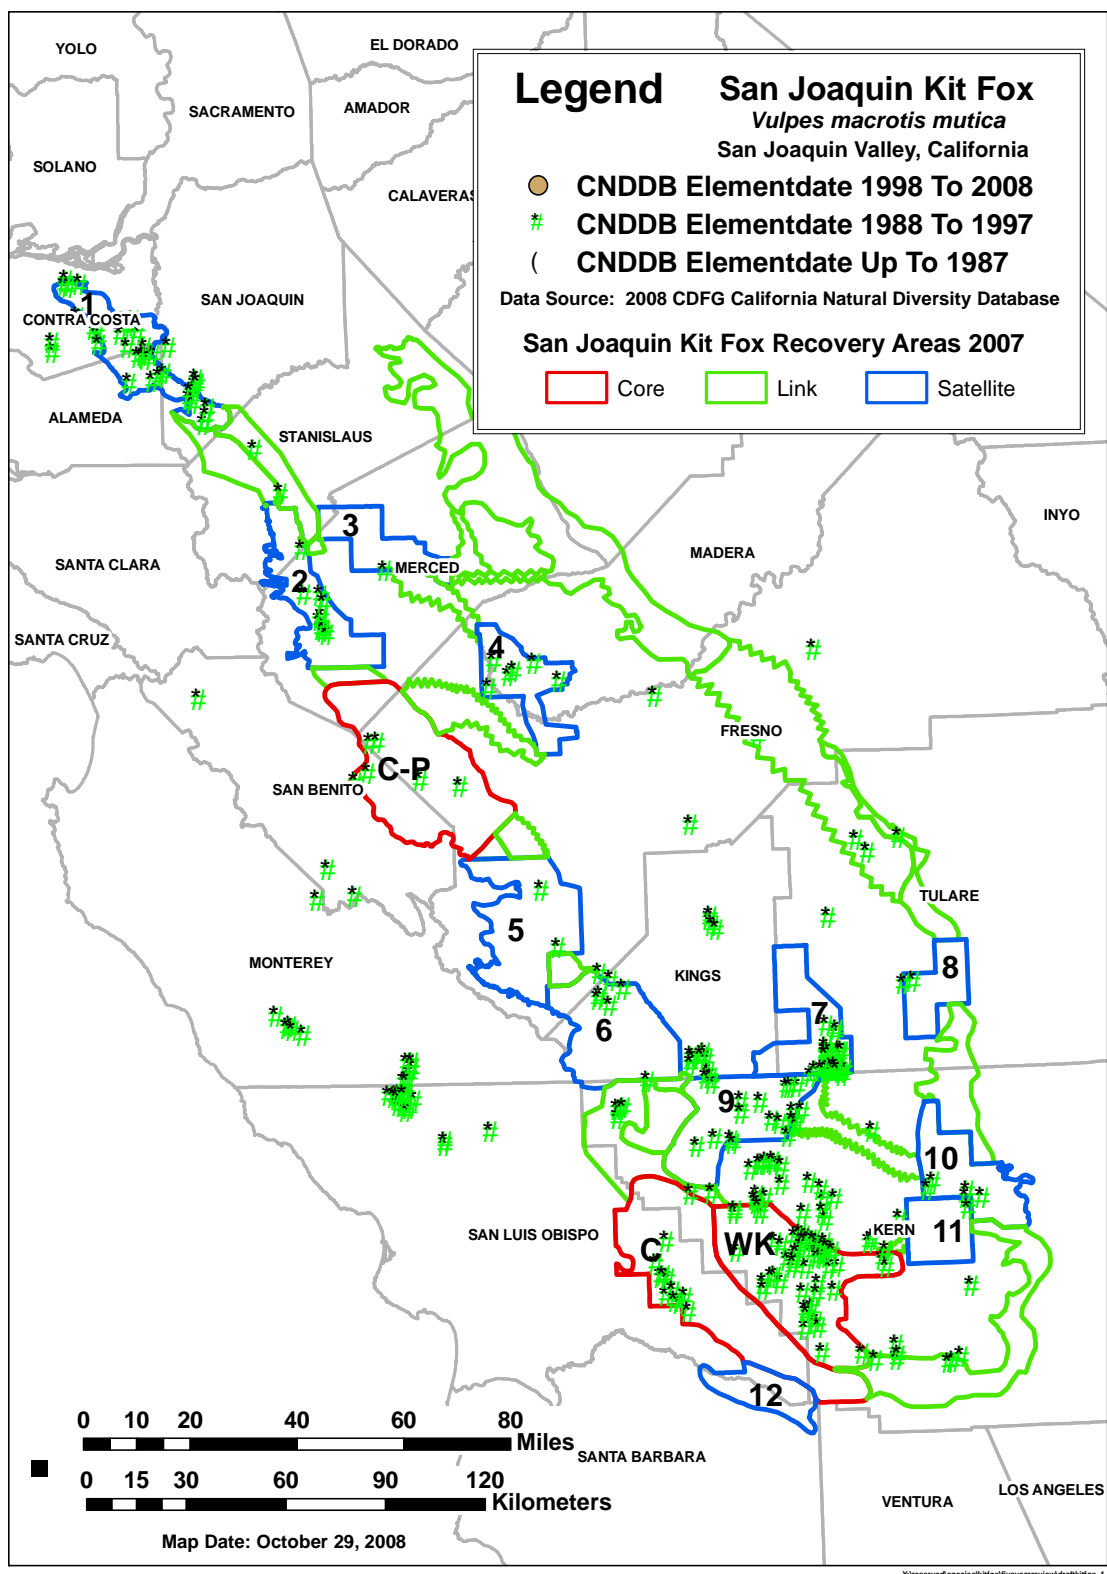 YOLO
EL DORADO
SACRAMENTO
AMADOR
SOLANO
CALAVERAS
Legend
San Joaquin Kit Fox
Vulpes macrotis mutica
San Joaquin Valley, California
CNDDB Elementdate 1998 To 2008
CNDDB Elementdate 1988 To 1997
CNDDB Elementdate Up To 1987
Data Source: 2008 CDFG California Natural Diversity Database
San Joaquin Kit Fox Recovery Areas 2007
Core
Link
Satellite
1
CONTRA COSTA
SAN JOAQUIN
ALAMEDA
STANISLAUS
3
INYO
MADERA
SANTA CLARA
MERCED
2
SANTA CRUZ
4
FRESNO
C-P
SAN BENITO
TULARE
5
MONTEREY
KINGS
8
7
6
9
10
11
KERN
SAN LUIS OBISPO
C
WK
12
0 10 20 40 60 80
Miles
SANTA BARBARA
0 15 30 60 90 120
Kilometers
VENTURA
LOS ANGELES
Map Date: October 29, 2008